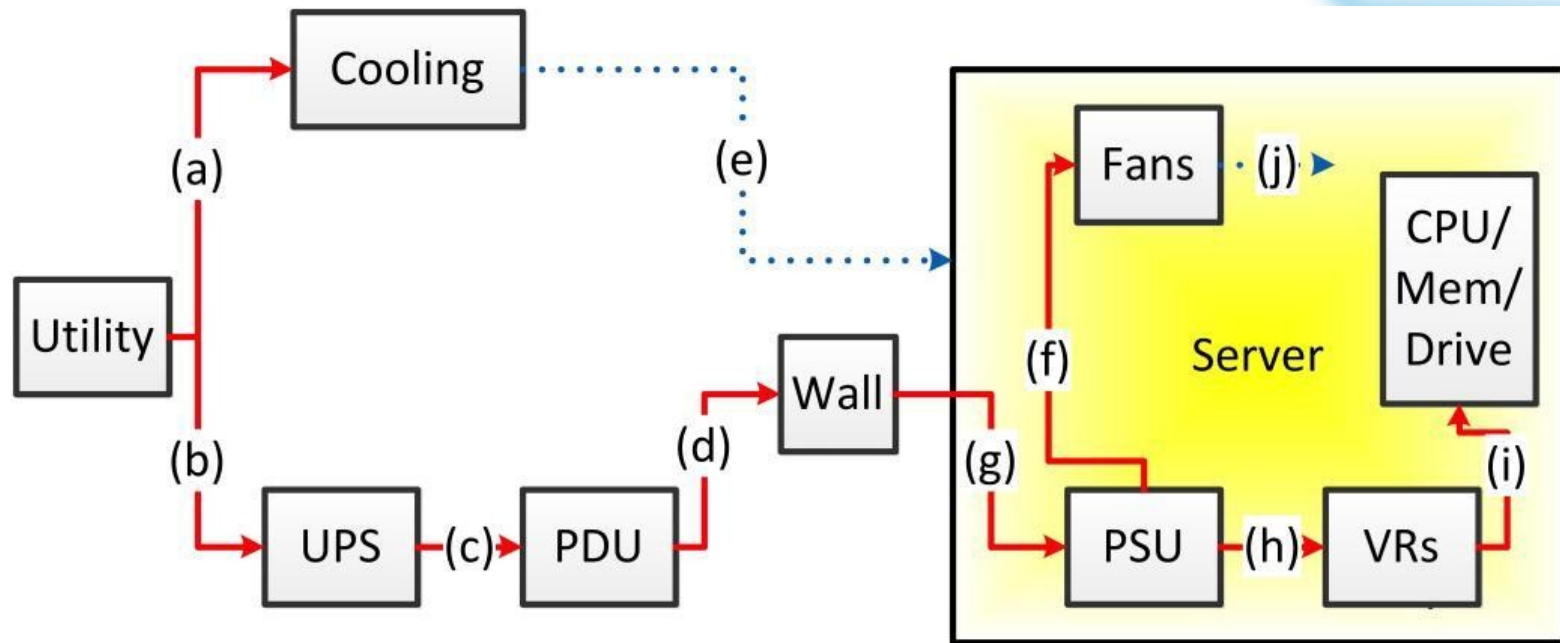 Cooling
(a)
(e)
Fans
(j)
CPU/
Mem/
Drive
Utility
(f)
Server
Wall
(b)
(d)
(g)
(i)
UPS
(c)
PDU
PSU
(h)
VRs